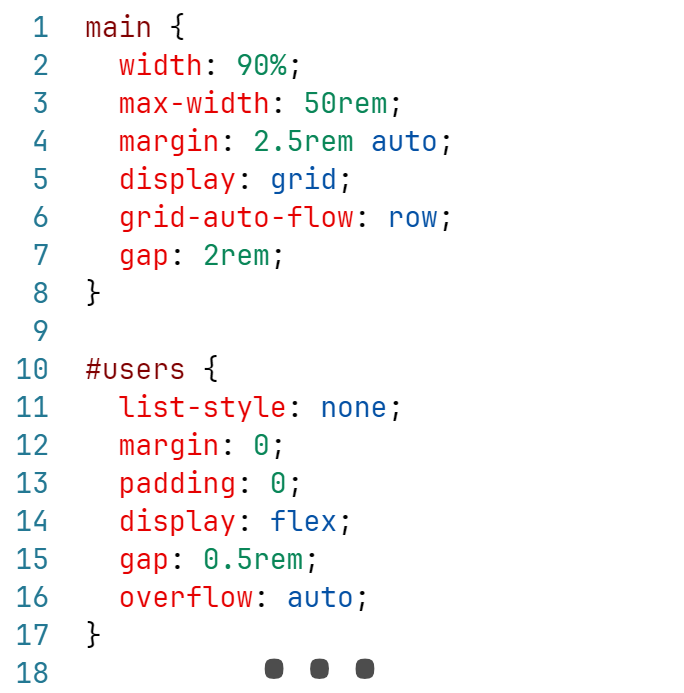 1 main {
2   width: 90%;
3   max-width: 50rem;
4   margin: 2.5rem auto;
5   display: grid;
6   grid-auto-flow: row;
7   gap: 2rem;
8 }
9
10 #users {
11   list-style: none;
12   margin: 0;
13   padding: 0;
14   display: flex;
15   gap: 0.5rem;
16   overflow: auto;
17 }
18